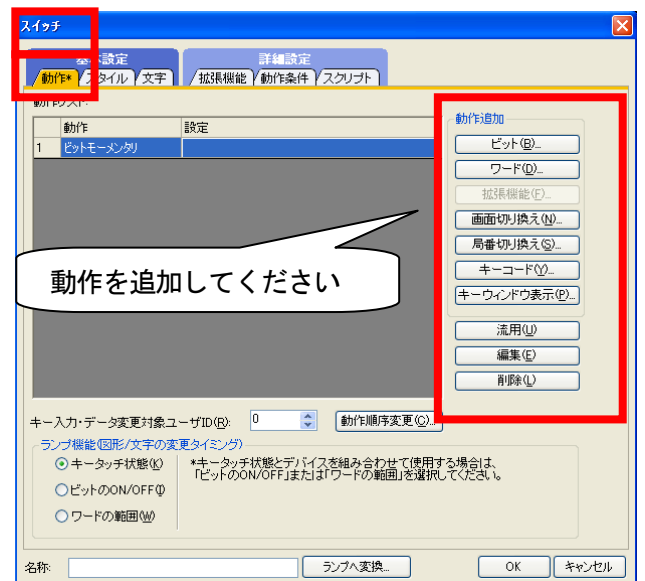 スイッチ
基本設定
詳細設定
動作*
スタイル
文字
拡張機能
動作条件
スクリプト
動作リスト:
動作
設定
1
ビットモーメンタリ
動作追加
ビット(B)...
ワード(D)...
拡張機能(F)...
画面切り換え(N)...
局番切り換え(S)...
キーコード(Y)...
キーウィンドウ表示(P)...
流用(U)
編集(E)
削除(L)
動作を追加してください
キー入力・データ変更対象ユーザID(R):
0
動作順序変更(C)...
ランプ機能(図形/文字の変更タイミング)
キータッチ状態(K)
ビットのON/OFF(I)
ワードの範囲(W)
*キータッチ状態とデバイスを組み合わせて使用する場合は、
「ビットのON/OFF」または「ワードの範囲」を選択してください。
名称:
ランプへ変換...
OK
キャンセル